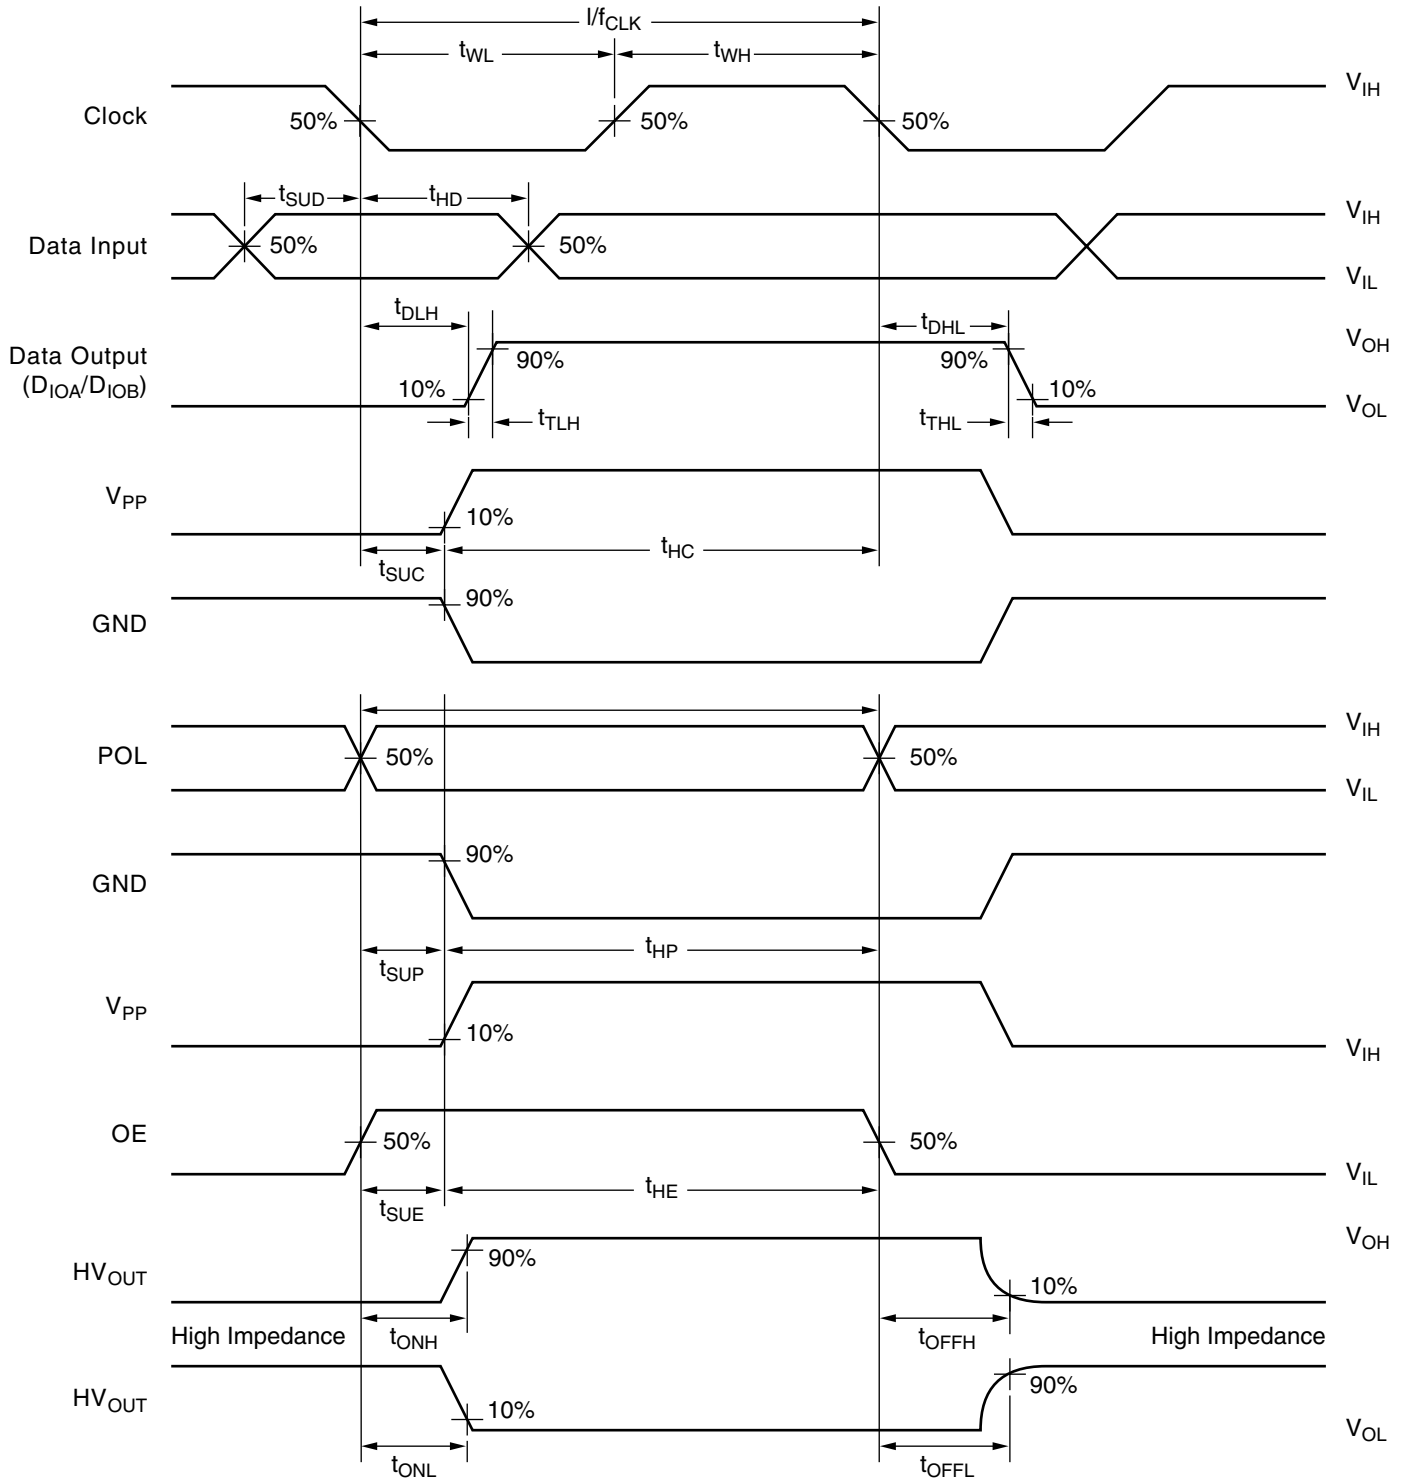 l/fCLK
tWL
tWH
VIH
Clock
50%
50%
50%
tSUD
tHD
VIH
Data Input
50%
50%
VIL
tDLH
tDHL
VOH
Data Output
90%
90%
(DIOA/DIOB)
10%
10%
VOL
tTLH
tTHL
VPP
10%
tHC
tSUC
90%
GND
VIH
POL
50%
50%
VIL
90%
GND
tHP
tSUP
VPP
10%
VIH
OE
50%
50%
VIL
tHE
tSUE
VOH
90%
HVOUT
10%
High Impedance
tONH
tOFFH
High Impedance
HVOUT
90%
10%
VOL
tONL
tOFFL